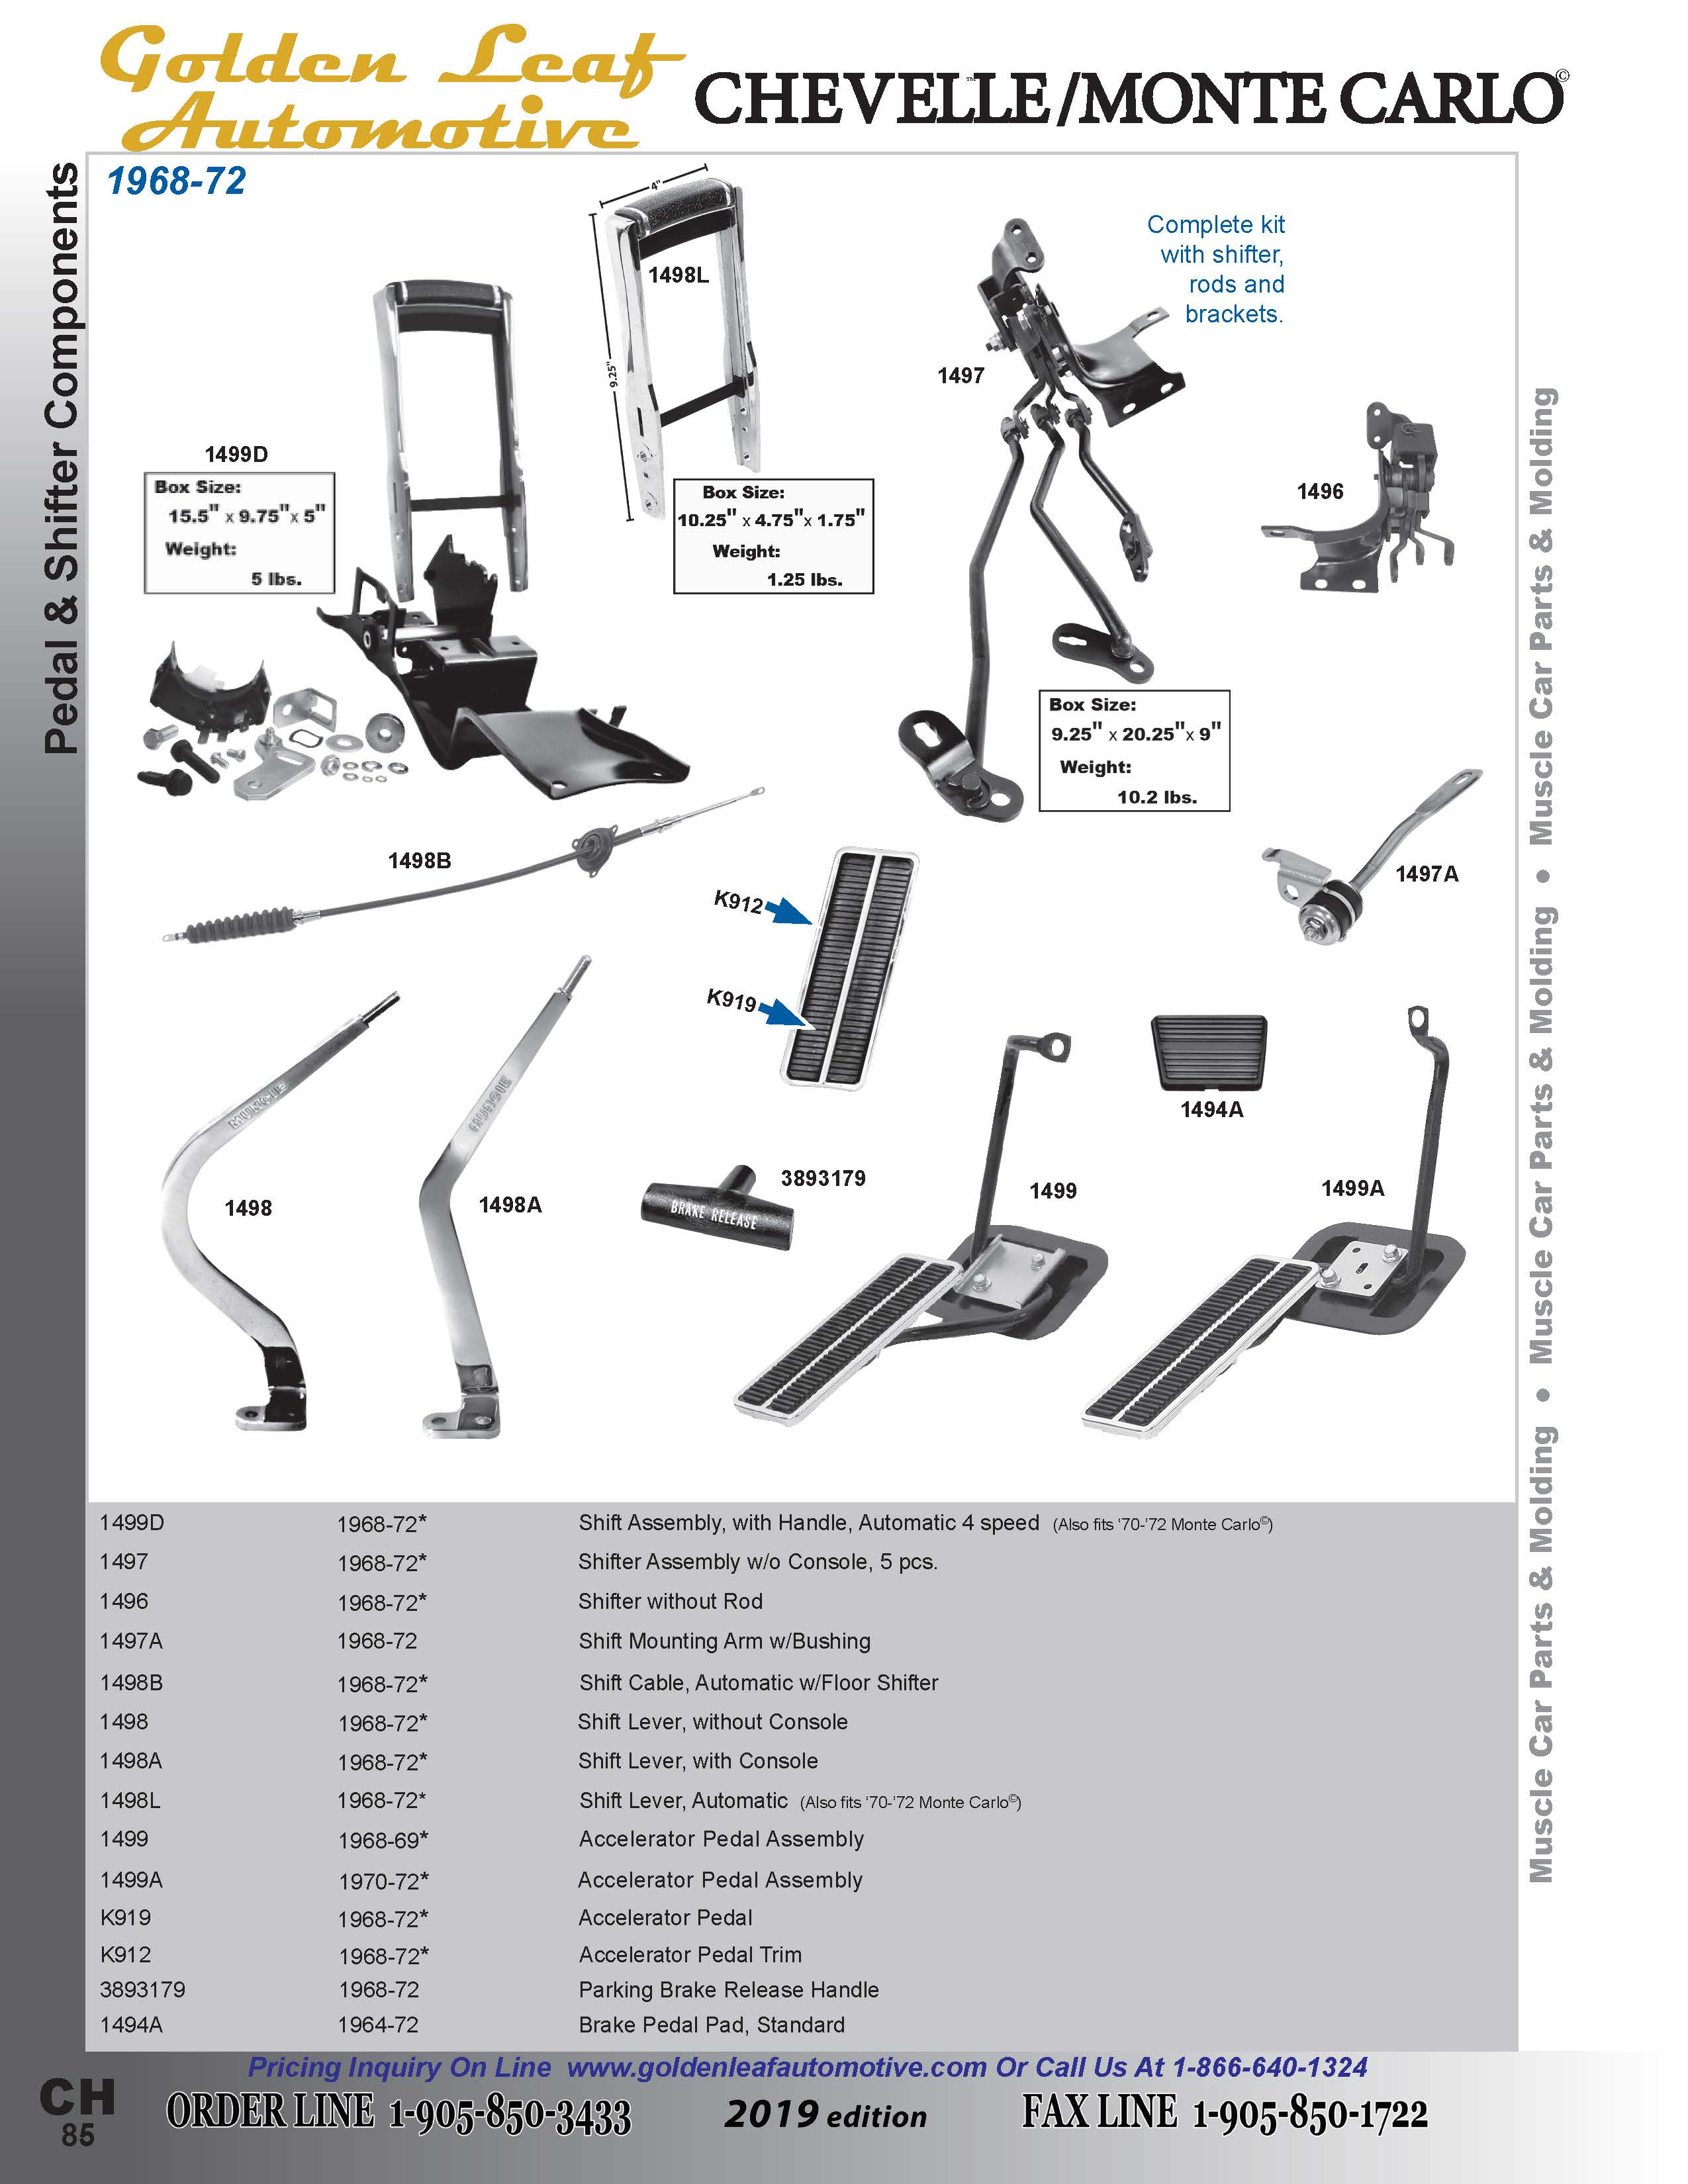 Golden Leaf
Automotive
CHEVELLE™/MONTE CARLO©
Pedal & Shifter Components
1968-72
4"
9.25"
1498L
Complete kit
with shifter,
rods and
brackets.
1497
1499D
Box Size:
15.5" x 9.75"x 5"
Weight:
5 lbs.
Box Size:
10.25" x 4.75"x 1.75"
Weight:
1.25 lbs.
1496
Box Size:
9.25" x 20.25"x 9"
Weight:
10.2 lbs.
1498B
1497A
K912
K919
MUNCIE
MUNCIE
1494A
3893179
BRAKE RELEASE
1498
1498A
1499
1499A
Muscle Car Parts & Molding • Muscle Car Parts & Molding • Muscle Car Parts & Molding
1499D 1968-72* Shift Assembly, with Handle, Automatic 4 speed (Also fits ‘70-’72 Monte Carlo©)
1497 1968-72* Shifter Assembly w/o Console, 5 pcs.
1496 1968-72* Shifter without Rod
1497A 1968-72 Shift Mounting Arm w/Bushing
1498B 1968-72* Shift Cable, Automatic w/Floor Shifter
1498 1968-72* Shift Lever, without Console
1498A 1968-72* Shift Lever, with Console
1498L 1968-72* Shift Lever, Automatic (Also fits ‘70-’72 Monte Carlo©)
1499 1968-69* Accelerator Pedal Assembly
1499A 1970-72* Accelerator Pedal Assembly
K919 1968-72* Accelerator Pedal
K912 1968-72* Accelerator Pedal Trim
3893179 1968-72 Parking Brake Release Handle
1494A 1964-72 Brake Pedal Pad, Standard
Pricing Inquiry On Line www.goldenleafautomotive.com Or Call Us At 1-866-640-1324
CH
85
ORDER LINE 1-905-850-3433
2019 edition
FAX LINE 1-905-850-1722